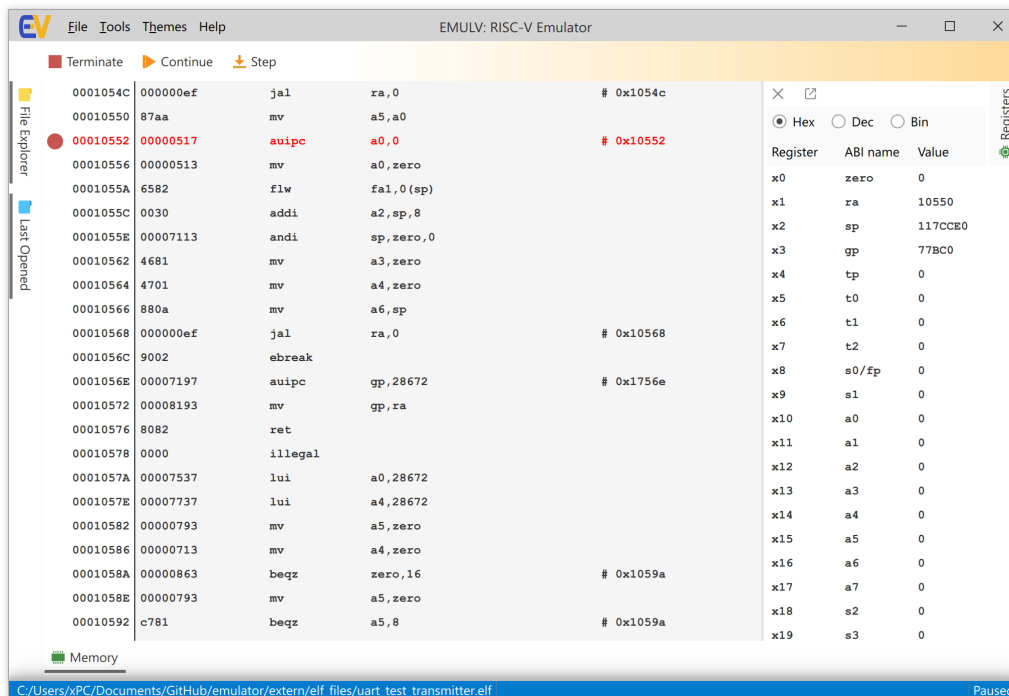 EV File Tools Themes Help EMULV: RISC-V Emulator
Terminate Continue Step
File Explorer
Last Opened
0001054C 000000ef jal ra,0 # 0x1054c
00010550 87aa mv a5,a0
00010552 00000517 auipc a0,0 # 0x10552
00010556 00000513 mv a0,zero
0001055A 6582 flw fa1,0(sp)
0001055C 0030 addi a2,sp,8
0001055E 00007113 andi sp,zero,0
00010562 4681 mv a3,zero
00010564 4701 mv a4,zero
00010566 880a mv a6,sp
00010568 000000ef jal ra,0 # 0x10568
0001056C 9002 ebreak
0001056E 00007197 auipc gp,28672 # 0x1756e
00010572 00008193 mv gp,ra
00010576 8082 ret
00010578 0000 illegal
0001057A 00007537 lui a0,28672
0001057E 00007737 lui a4,28672
00010582 00000793 mv a5,zero
00010586 00000713 mv a4,zero
0001058A 00000863 beqz zero,16 # 0x1059a
0001058E 00000793 mv a5,zero
00010592 c781 beqz a5,8 # 0x1059a
Registers
Hex Dec Bin
Register ABI name Value
x0 zero 0
x1 ra 10550
x2 sp 117CCE0
x3 gp 77BC0
x4 tp 0
x5 t0 0
x6 t1 0
x7 t2 0
x8 s0/fp 0
x9 s1 0
x10 a0 0
x11 a1 0
x12 a2 0
x13 a3 0
x14 a4 0
x15 a5 0
x16 a6 0
x17 a7 0
x18 s2 0
x19 s3 0
Memory
C:/Users/xPC/Documents/GitHub/emulator/extern/elf_files/uart_test_transmitter.elf Paused